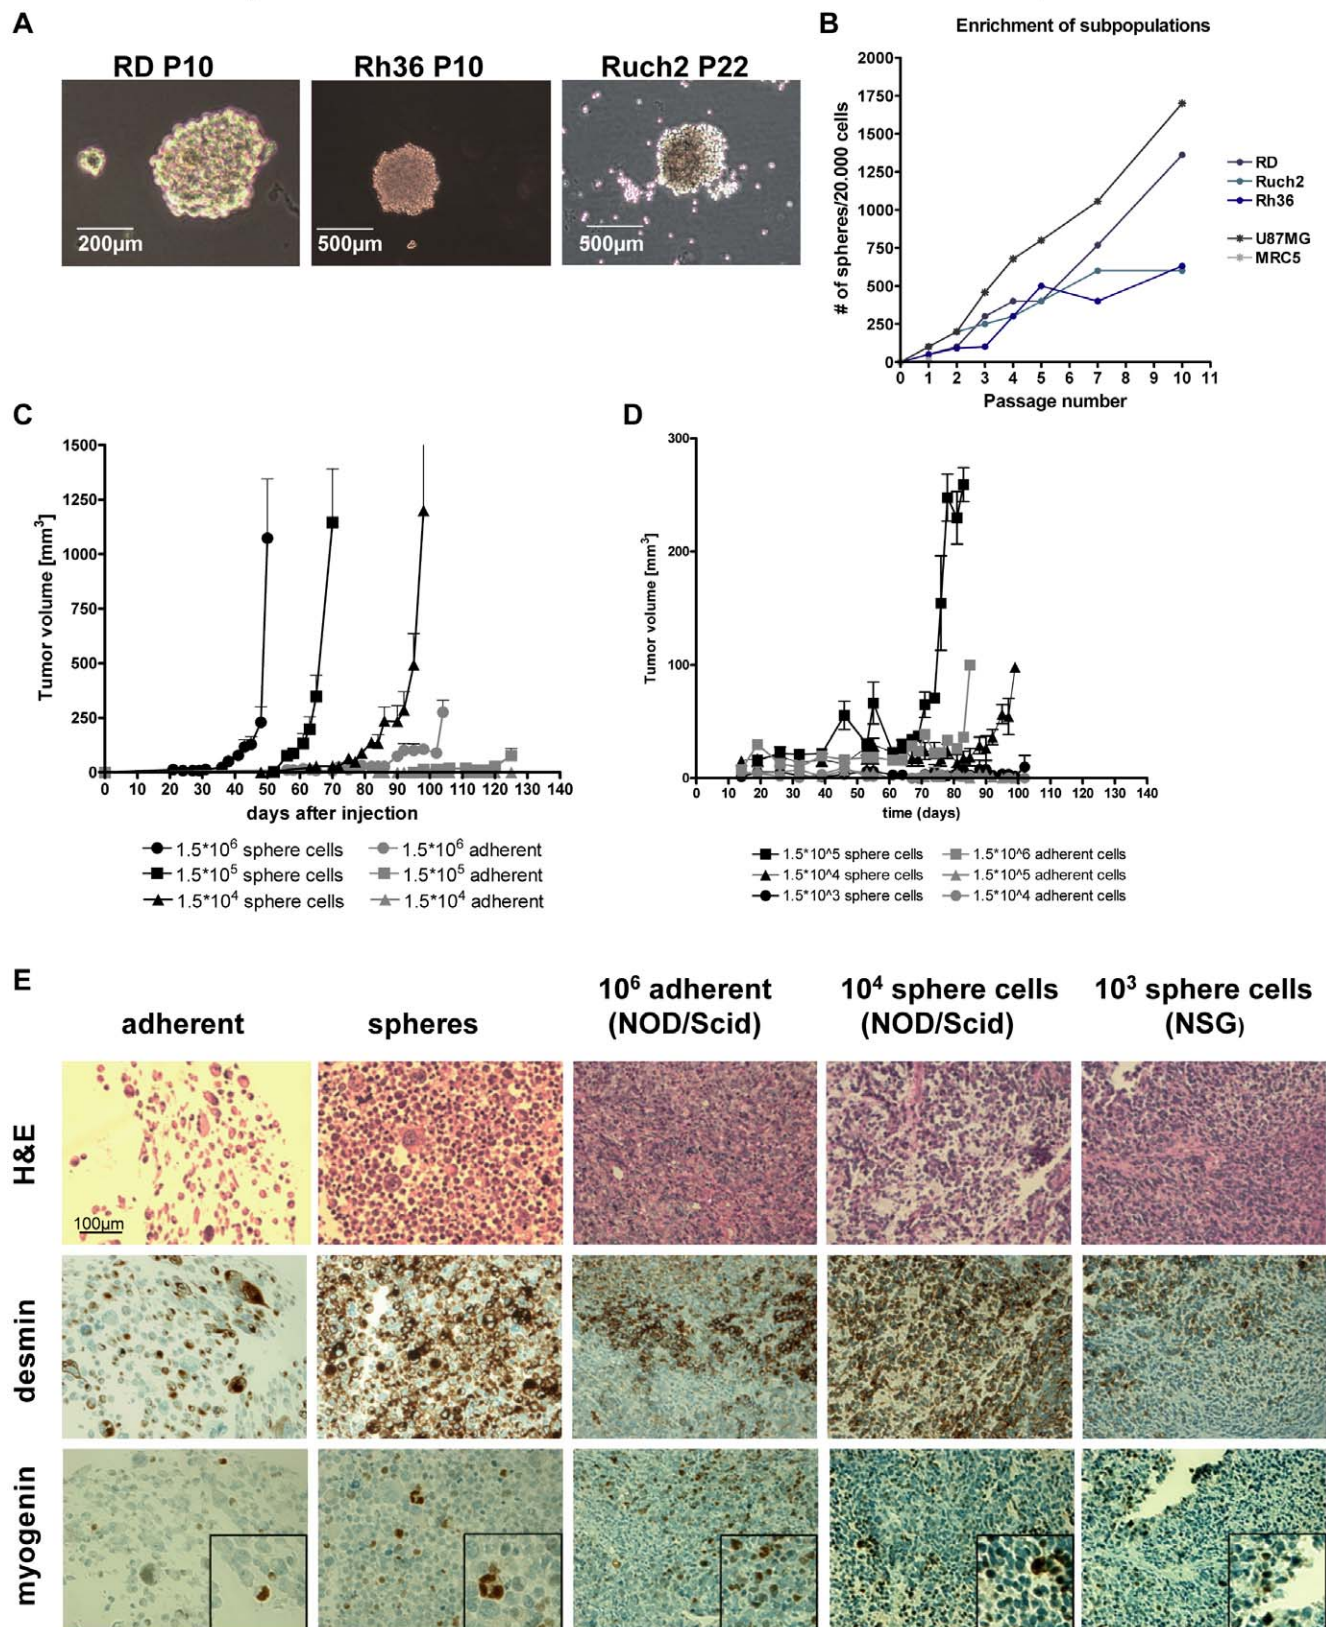 A
RD P10
Rh36 P10
Ruch2 P22
200µm
500µm
500µm
B
Enrichment of subpopulations
# of spheres/20.000 cells
2000
1750
1500
1250
1000
750
500
250
0
0 1 2 3 4 5 6 7 8 9 10 11
Passage number
RD
Ruch2
Rh36
U87MG
MRC5
C
Tumor volume [mm³]
1500
1250
1000
750
500
250
0
0 10 20 30 40 50 60 70 80 90 100 110 120 130 140
days after injection
1.5*10⁶ sphere cells
1.5*10⁵ sphere cells
1.5*10⁴ sphere cells
1.5*10⁶ adherent
1.5*10⁵ adherent
1.5*10⁴ adherent
D
Tumor volume [mm³]
300
200
100
0
0 10 20 30 40 50 60 70 80 90 100 110 120 130 140
time (days)
1.5*10^5 sphere cells
1.5*10^4 sphere cells
1.5*10^3 sphere cells
1.5*10^6 adherent cells
1.5*10^5 adherent cells
1.5*10^4 adherent cells
E
adherent
spheres
10⁶ adherent
(NOD/Scid)
10⁴ sphere cells
(NOD/Scid)
10³ sphere cells
(NSG)
H&E
100µm
desmin
myogenin